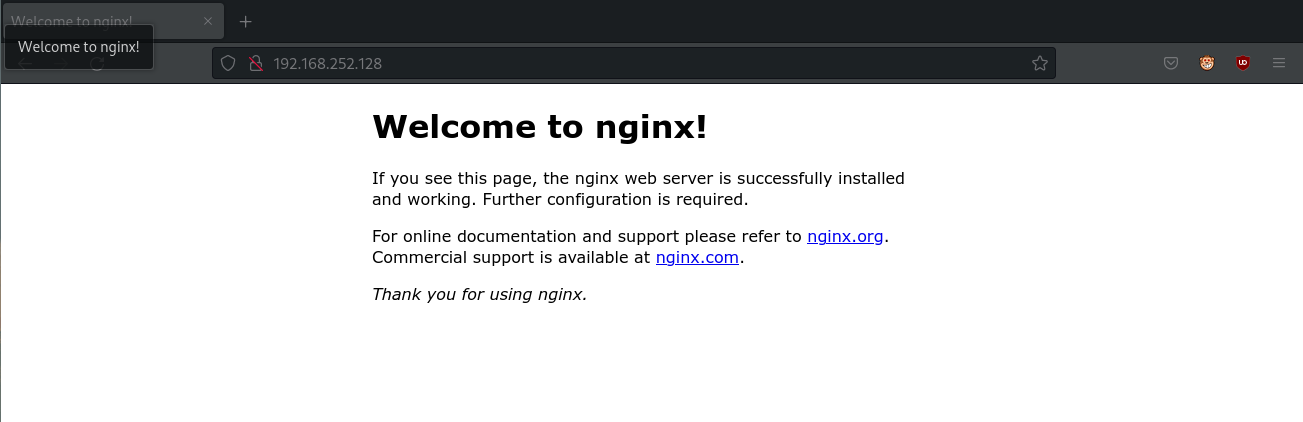 Welcome to nginx!
Welcome to nginx!
192.168.252.128
Welcome to nginx!
If you see this page, the nginx web server is successfully installed
and working. Further configuration is required.
For online documentation and support please refer to nginx.org.
Commercial support is available at nginx.com.
Thank you for using nginx.